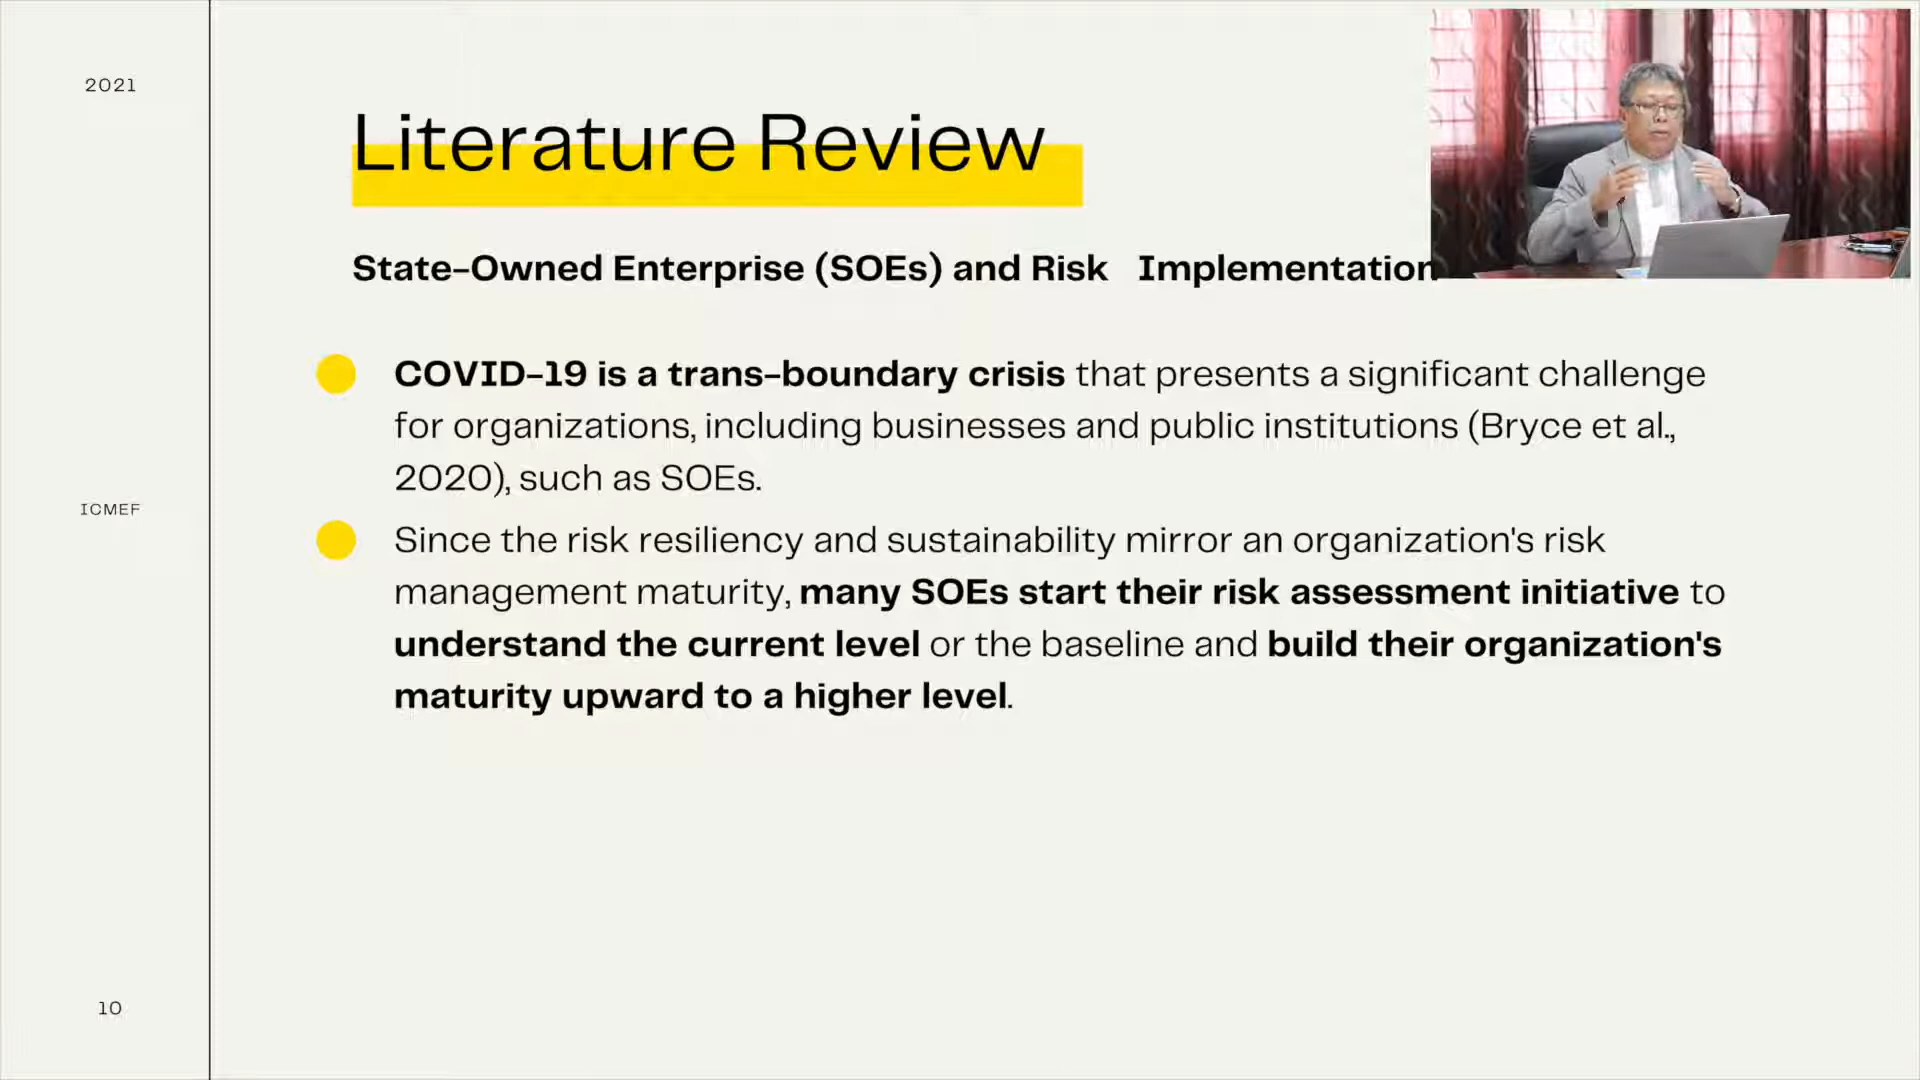 2021
Literature Review
State-Owned Enterprise (SOEs) and Risk Implementation
COVID-19 is a trans-boundary crisis that presents a significant challenge
for organizations, including businesses and public institutions (Bryce et al.,
2020), such as SOEs.
ICMEF
Since the risk resiliency and sustainability mirror an organization's risk
management maturity, many SOEs start their risk assessment initiative to
understand the current level or the baseline and build their organization's
maturity upward to a higher level.
10